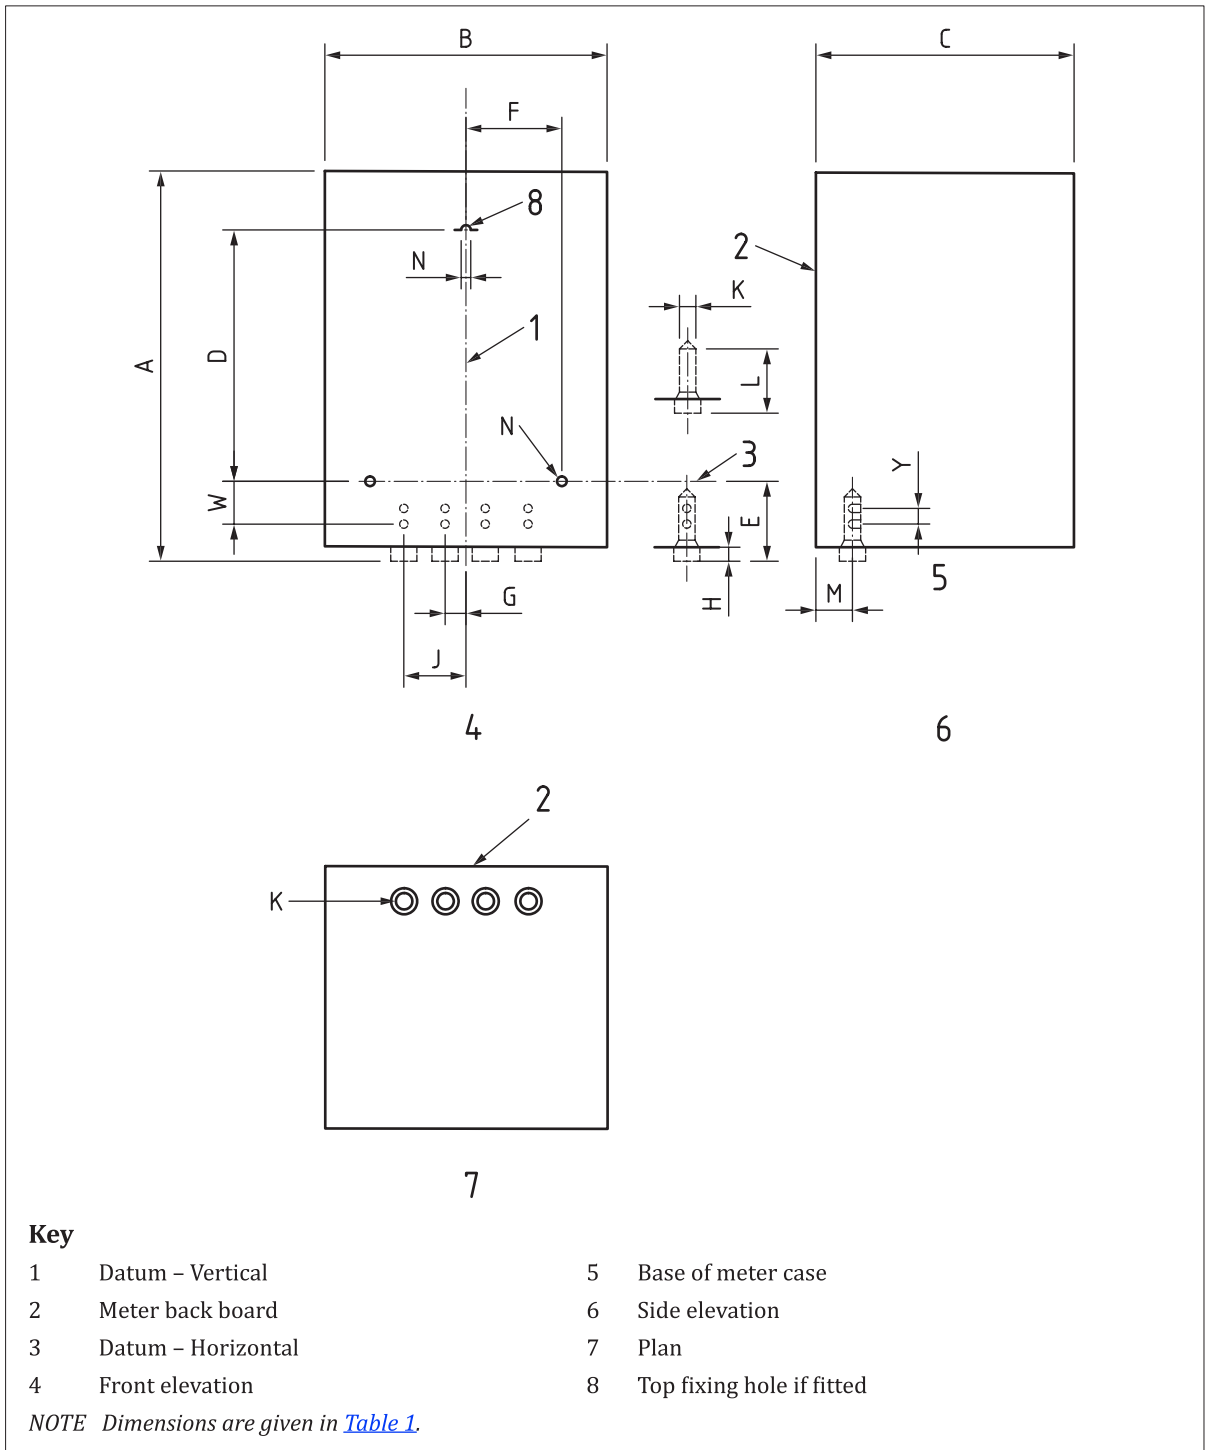 B
C
F
8
N
2
K
A
D
1
L
N
3
Y
W
E
G
H
M
5
J
4
6
2
K
7
Key
1 Datum – Vertical
2 Meter back board
3 Datum – Horizontal
4 Front elevation
5 Base of meter case
6 Side elevation
7 Plan
8 Top fixing hole if fitted
NOTE Dimensions are given in Table 1.